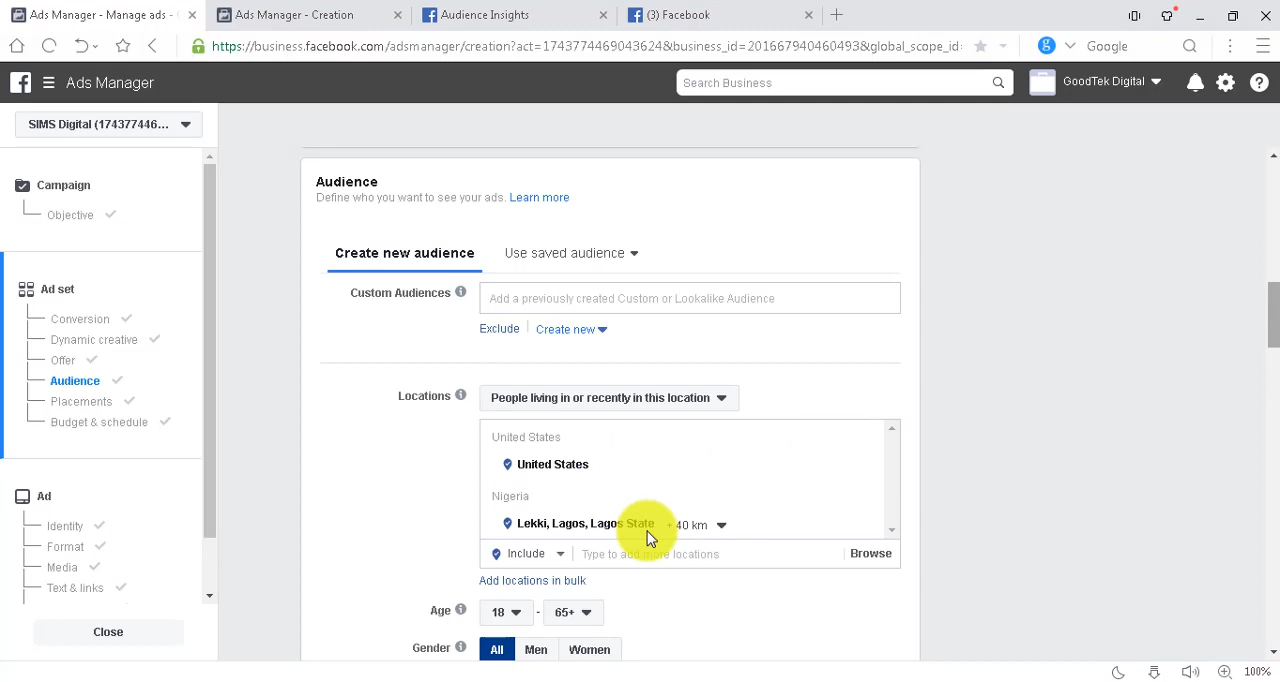 Ads Manager - Manage ads -
Ads Manager - Creation
Audience Insights
(3) Facebook
https://business.facebook.com/adsmanager/creation?act=1743774469043624&business_id=201667940460493&global_scope_id=
Google
Ads Manager
Search Business
GoodTek Digital
SIMS Digital (174377446...
Campaign
Objective
Ad set
Conversion
Dynamic creative
Offer
Audience
Placements
Budget & schedule
Ad
Identity
Format
Media
Text & links
Close
Audience
Define who you want to see your ads. Learn more
Create new audience
Use saved audience
Custom Audiences
Add a previously created Custom or Lookalike Audience
Exclude
Create new
Locations
People living in or recently in this location
United States
United States
Nigeria
Lekki, Lagos, Lagos State + 40 km
Include
Type to add more locations
Browse
Add locations in bulk
Age
18 - 65+
Gender
All Men Women
100%